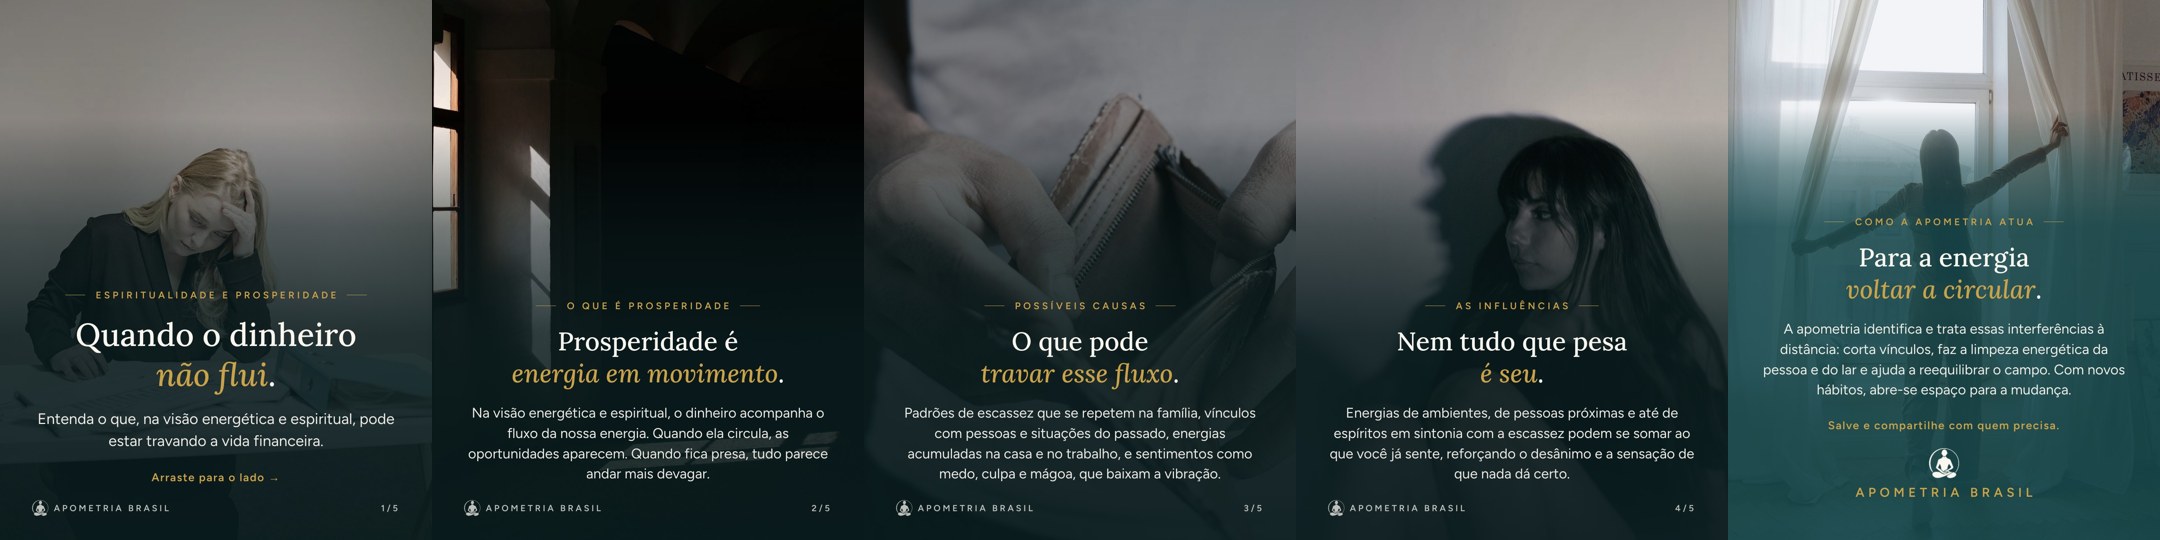 ESPIRITUALIDADE E PROSPERIDADE
Quando o dinheiro
não flui.
Entenda o que, na visão energética e espiritual, pode
estar travando a vida financeira.
Arraste para o lado →
APOMETRIA BRASIL
1/5
O QUE É PROSPERIDADE
Prosperidade é
energia em movimento.
Na visão energética e espiritual, o dinheiro acompanha o
fluxo da nossa energia. Quando ela circula, as
oportunidades aparecem. Quando fica presa, tudo parece
andar mais devagar.
APOMETRIA BRASIL
2/5
POSSÍVEIS CAUSAS
O que pode
travar esse fluxo.
Padrões de escassez que se repetem na família, vínculos
com pessoas e situações do passado, energias
acumuladas na casa e no trabalho, e sentimentos como
medo, culpa e mágoa, que baixam a vibração.
APOMETRIA BRASIL
3/5
AS INFLUÊNCIAS
Nem tudo que pesa
é seu.
Energias de ambientes, de pessoas próximas e até de
espíritos em sintonia com a escassez podem se somar ao
que você já sente, reforçando o desânimo e a sensação de
que nada dá certo.
APOMETRIA BRASIL
4/5
ATISSE
COMO A APOMETRIA ATUA
Para a energia
voltar a circular.
A apometria identifica e trata essas interferências à
distância: corta vínculos, faz a limpeza energética da
pessoa e do lar e ajuda a reequilibrar o campo. Com novos
hábitos, abre-se espaço para a mudança.
Salve e compartilhe com quem precisa.
APOMETRIA BRASIL